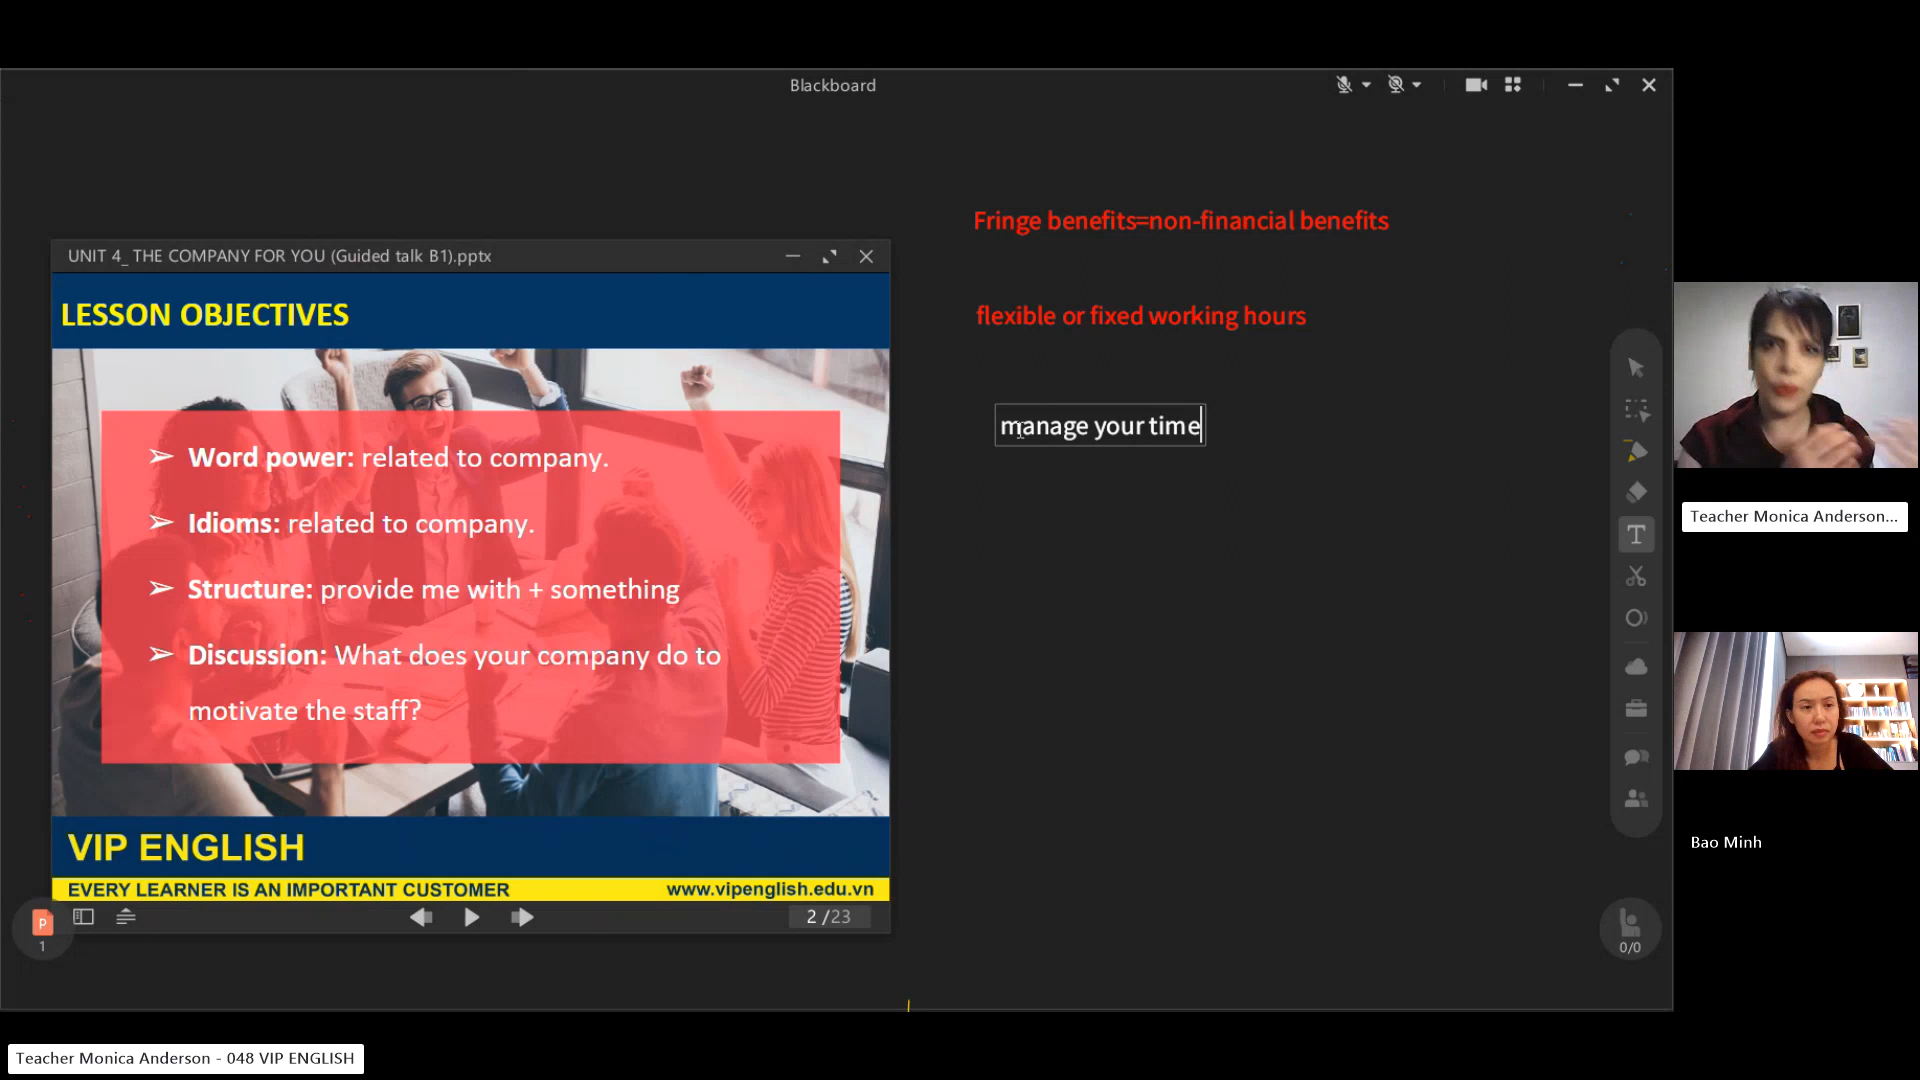 Blackboard
Fringe benefits=non-financial benefits
UNIT 4_ THE COMPANY FOR YOU (Guided talk B1).pptx
LESSON OBJECTIVES
flexible or fixed working hours
manage your time
➢ Word power: related to company.
➢ Idioms: related to company.
➢ Structure: provide me with + something
➢ Discussion: What does your company do to
motivate the staff?
VIP ENGLISH
EVERY LEARNER IS AN IMPORTANT CUSTOMER
www.vipenglish.edu.vn
P
1
2 /23
T
0/0
Teacher Monica Anderson...
Bao Minh
Teacher Monica Anderson - 048 VIP ENGLISH